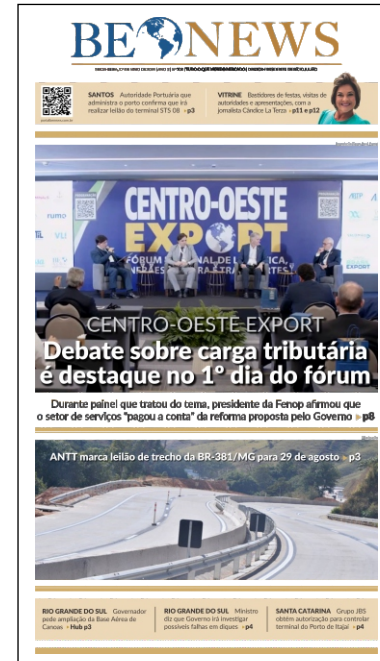 BE NEWS
SANTOS Autoridade Portuária que
administra o porto confirma que irá
realizar leilão do terminal STS 08 ▸p3
VITRINE Bastidores de festas, visitas de
autoridades e apresentações, com a
jornalista Cândice La Terza ▸p11 e p12
CENTRO-OESTE
EXPORT
CENTRO-OESTE EXPORT
Debate sobre carga tributária
é destaque no 1º dia do fórum
Durante painel que tratou do tema, presidente da Fenop afirmou que
o setor de serviços "pagou a conta" da reforma proposta pelo Governo ▸p8
ANTT marca leilão de trecho da BR-381/MG para 29 de agosto ▸p3
RIO GRANDE DO SUL Governador
pede ampliação da Base Aérea de
Canoas ▸Hub p3
RIO GRANDE DO SUL Ministro
diz que Governo irá investigar
possíveis falhas em diques ▸p4
SANTA CATARINA Grupo JBS
obtém autorização para controlar
terminal do Porto de Itajaí ▸p4